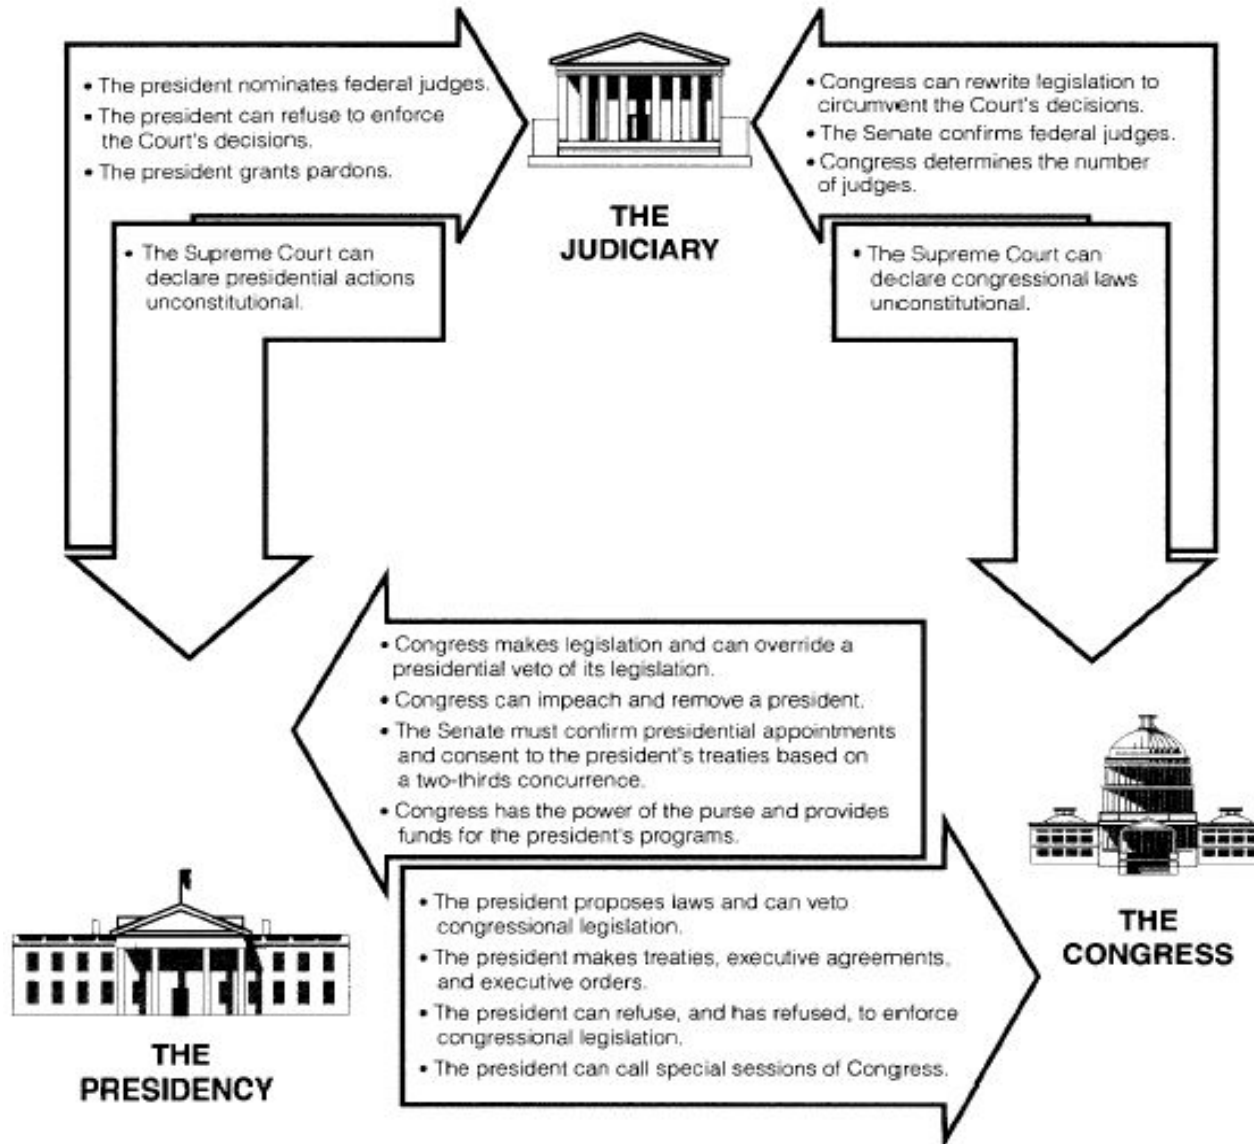 • The president nominates federal judges.
• The president can refuse to enforce
the Court's decisions.
• The president grants pardons.
• Congress can rewrite legislation to
circumvent the Court's decisions.
• The Senate confirms federal judges.
• Congress determines the number
of judges.
THE
JUDICIARY
• The Supreme Court can
declare presidential actions
unconstitutional.
• The Supreme Court can
declare congressional laws
unconstitutional.
• Congress makes legislation and can override a
presidential veto of its legislation.
• Congress can impeach and remove a president.
• The Senate must confirm presidential appointments
and consent to the president's treaties based on
a two-thirds concurrence.
• Congress has the power of the purse and provides
funds for the president's programs.
• The president proposes laws and can veto
congressional legislation.
• The president makes treaties, executive agreements,
and executive orders.
• The president can refuse, and has refused, to enforce
congressional legislation.
• The president can call special sessions of Congress.
THE
PRESIDENCY
THE
CONGRESS